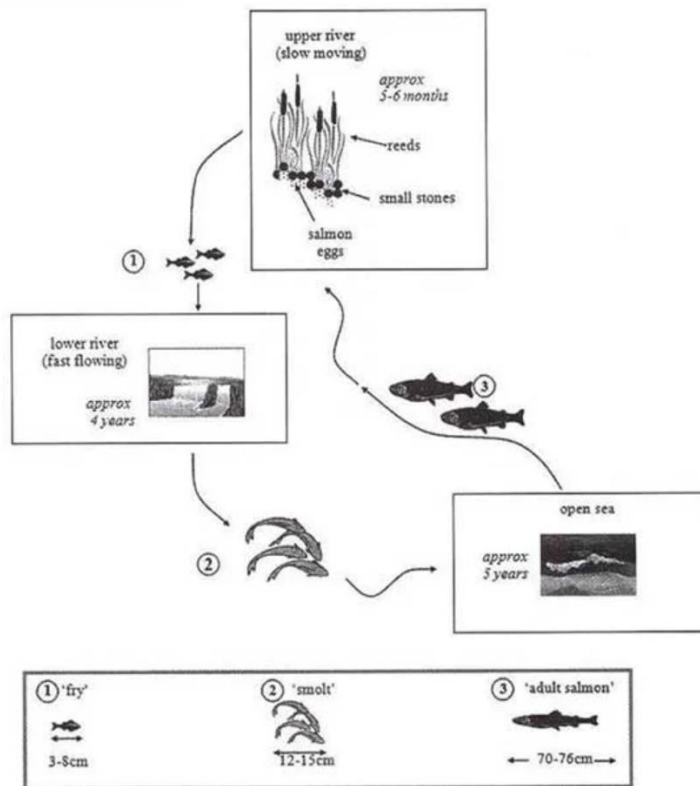 upper river
(slow moving)
approx
5-6 months
reeds
small stones
salmon
eggs
1
lower river
(fast flowing)
approx
4 years
3
2
open sea
approx
5 years
1 'fry'
3-8cm
2 'smolt'
12-15cm
3 'adult salmon'
70-76cm